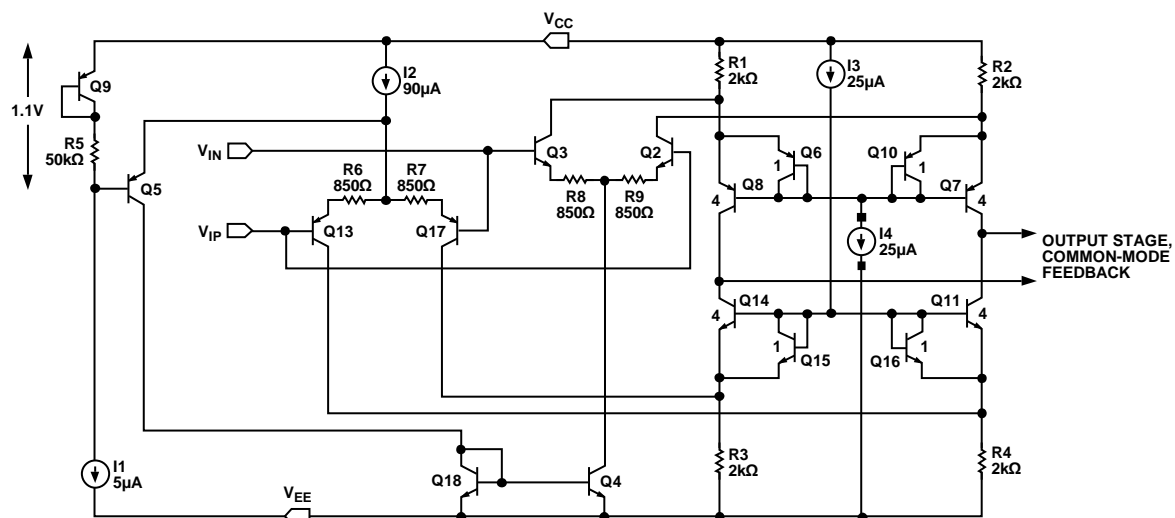 VCC
1.1V
Q9
R5
50kΩ
Q5
I1
5µA
I2
90µA
VIN
VIP
R6
850Ω
R7
850Ω
Q13
Q17
Q3
Q2
R8
850Ω
R9
850Ω
Q18
Q4
VEE
R1
2kΩ
I3
25µA
R2
2kΩ
Q6
1
Q10
1
Q8
4
Q7
4
I4
25µA
OUTPUT STAGE,
COMMON-MODE
FEEDBACK
Q14
4
Q11
4
1
Q15
Q16
1
R3
2kΩ
R4
2kΩ